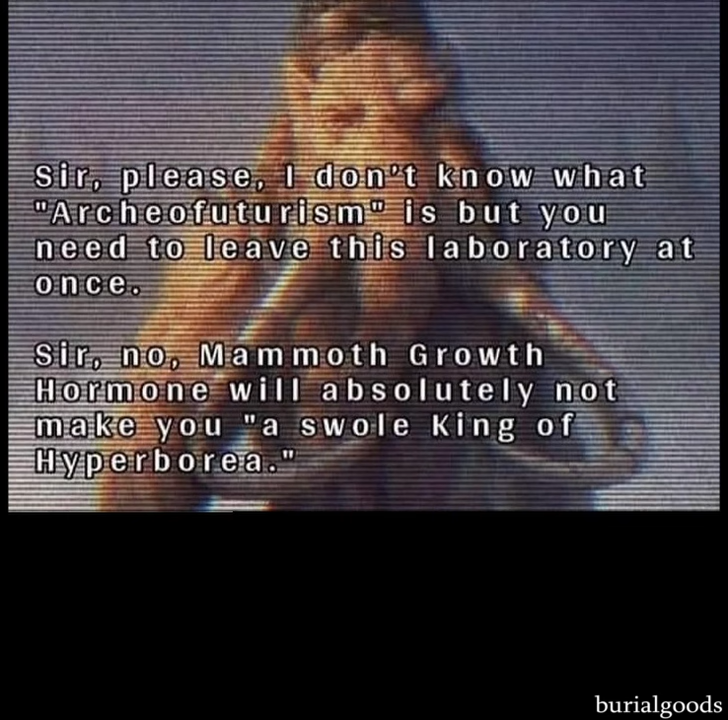 Sir, please, I don't know what
"Archeofuturism" is but you
need to leave this laboratory at
once.
Sir, no, Mammoth Growth
Hormone will absolutely not
make you "a swole King of
Hyperborea."
burialgoods